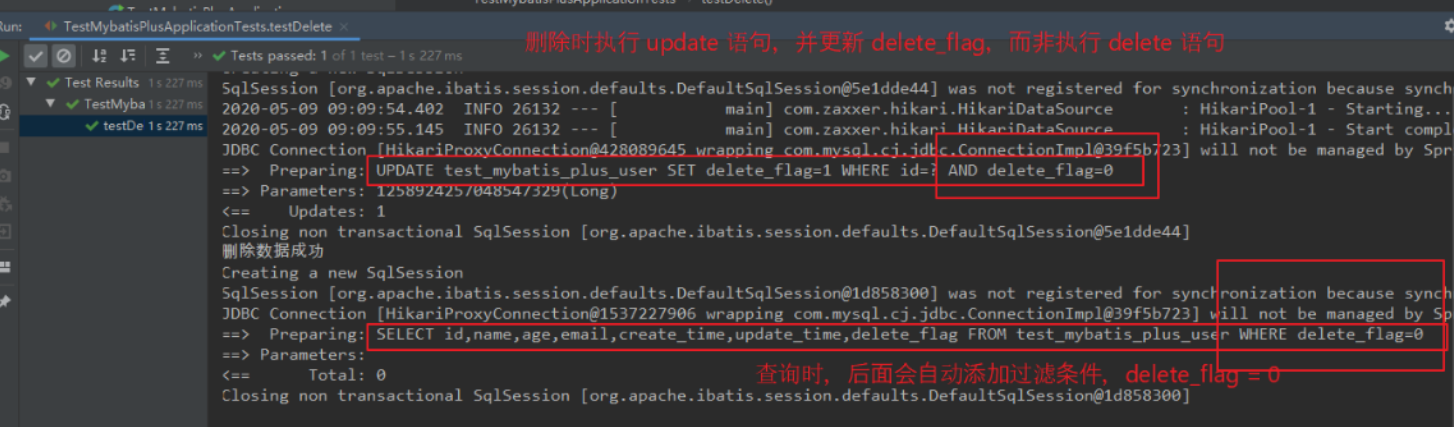 TestMybatisPlusApplicationTests
testDelete()
Run:
TestMybatisPlusApplicationTests.testDelete
删除时执行 update 语句，并更新 delete_flag，而非执行 delete 语句
Tests passed: 1 of 1 test – 1 s 227 ms
Test Results 1 s 227 ms
TestMyba 1 s 227 ms
testDe 1 s 227 ms
Creating a new SqlSession
SqlSession [org.apache.ibatis.session.defaults.DefaultSqlSession@5e1dde44] was not registered for synchronization because synch
2020-05-09 09:09:54.402  INFO 26132 --- [           main] com.zaxxer.hikari.HikariDataSource       : HikariPool-1 - Starting...
2020-05-09 09:09:55.145  INFO 26132 --- [           main] com.zaxxer.hikari.HikariDataSource       : HikariPool-1 - Start compl
JDBC Connection [HikariProxyConnection@428089645 wrapping com.mysql.cj.jdbc.ConnectionImpl@39f5b723] will not be managed by Spr
==>  Preparing: UPDATE test_mybatis_plus_user SET delete_flag=1 WHERE id=? AND delete_flag=0
==> Parameters: 1258924257048547329(Long)
<==    Updates: 1
Closing non transactional SqlSession [org.apache.ibatis.session.defaults.DefaultSqlSession@5e1dde44]
删除数据成功
Creating a new SqlSession
SqlSession [org.apache.ibatis.session.defaults.DefaultSqlSession@1d858300] was not registered for synchronization because synch
JDBC Connection [HikariProxyConnection@1537227906 wrapping com.mysql.cj.jdbc.ConnectionImpl@39f5b723] will not be managed by Spr
==>  Preparing: SELECT id,name,age,email,create_time,update_time,delete_flag FROM test_mybatis_plus_user WHERE delete_flag=0
==> Parameters:
<==      Total: 0
查询时，后面会自动添加过滤条件，delete_flag = 0
Closing non transactional SqlSession [org.apache.ibatis.session.defaults.DefaultSqlSession@1d858300]